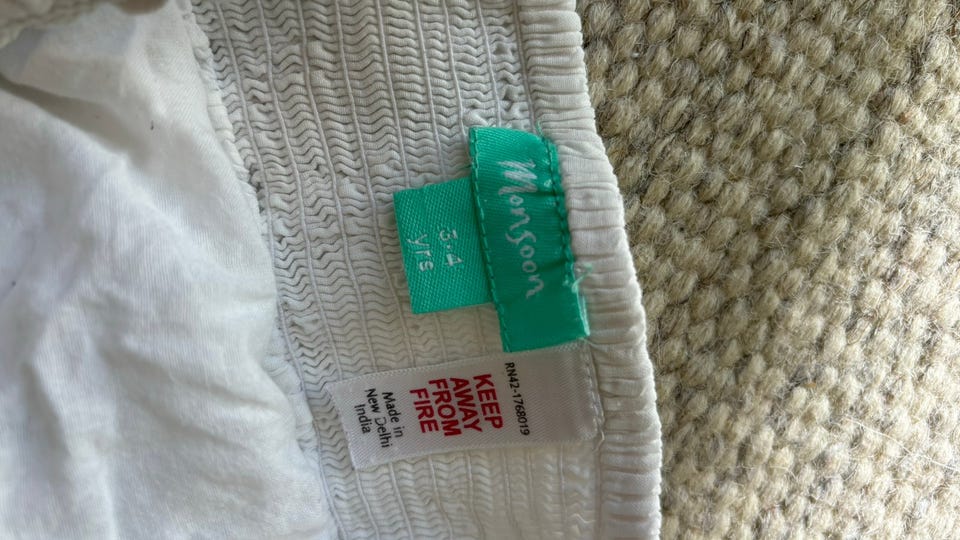 Monsoon
3-4
yrs
RN42-1768019
KEEP
AWAY
FROM
FIRE
Made in
New Delhi
India